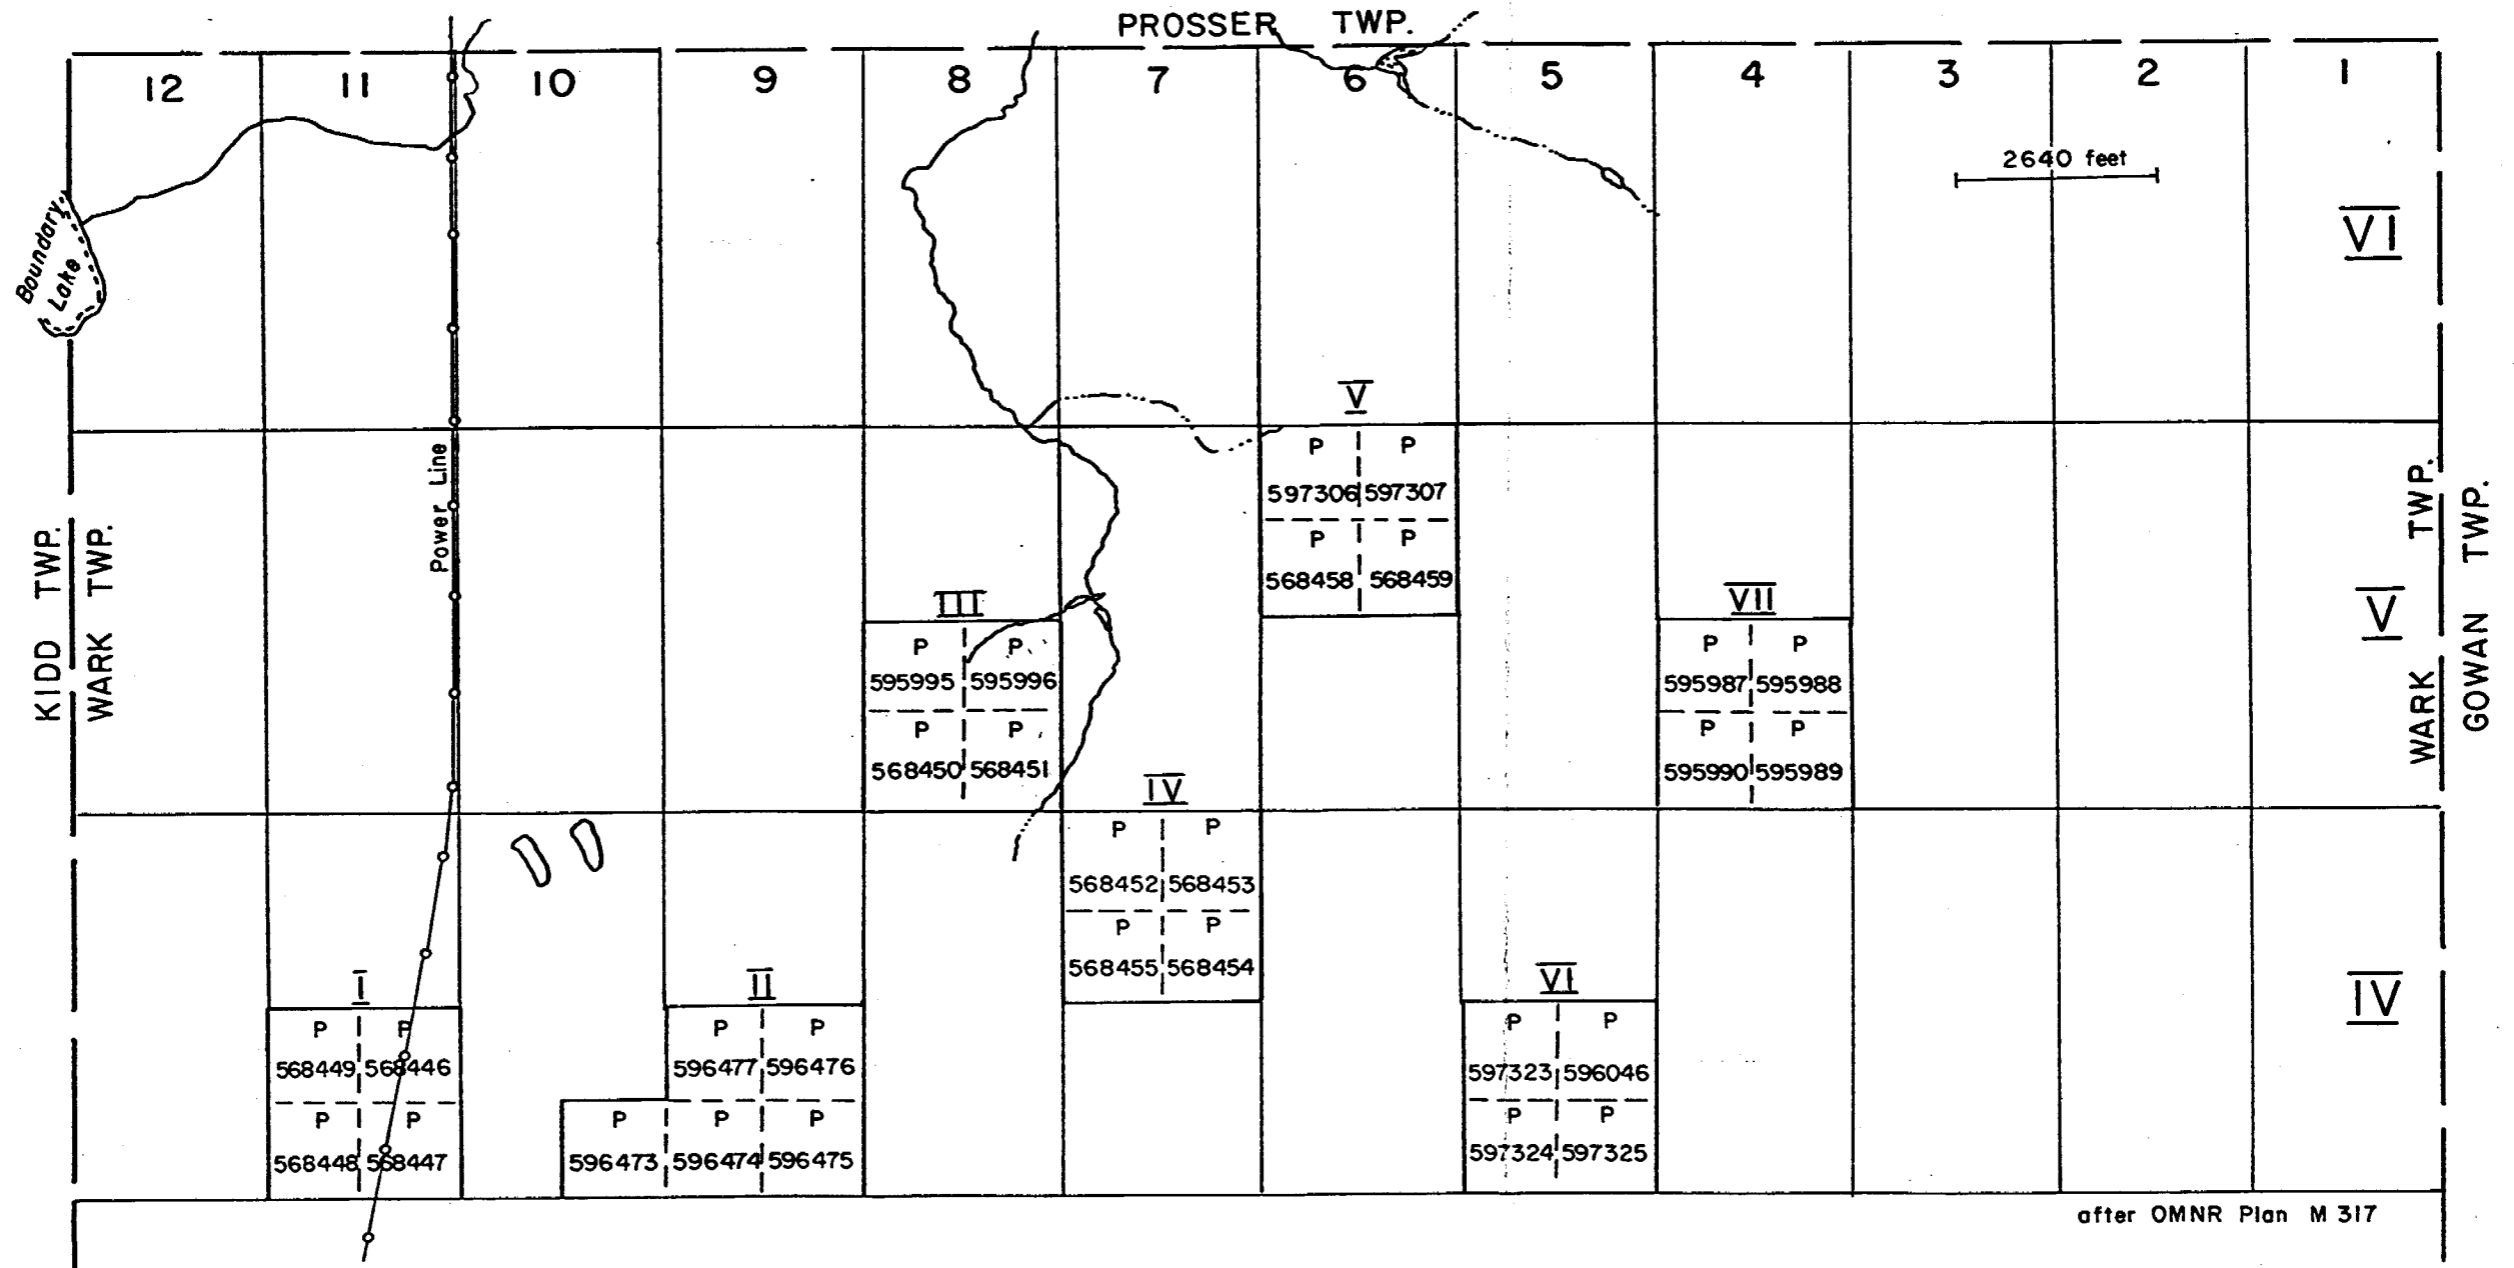 PROSSER TWP.
12 11 10 9 8 7 6 5 4 3 2 1
2640 feet
VI
Boundary
Lake
V
P P
597306 597307
P P
568458 568459
Power Line
KIDD TWP.
WARK TWP.
III
P P
595995 595996
P P
568450 568451
VII
P P
595987 595988
P P
595990 595989
V
WARK TWP.
GOWAN TWP.
IV
P P
568452 568453
P P
568455 568454
I
P P
568449 568446
P P
568448 568447
II
P P
596477 596476
P P P
596473 596474 596475
VI
P P
597323 596046
P P
597324 597325
IV
after OMNR Plan M 317